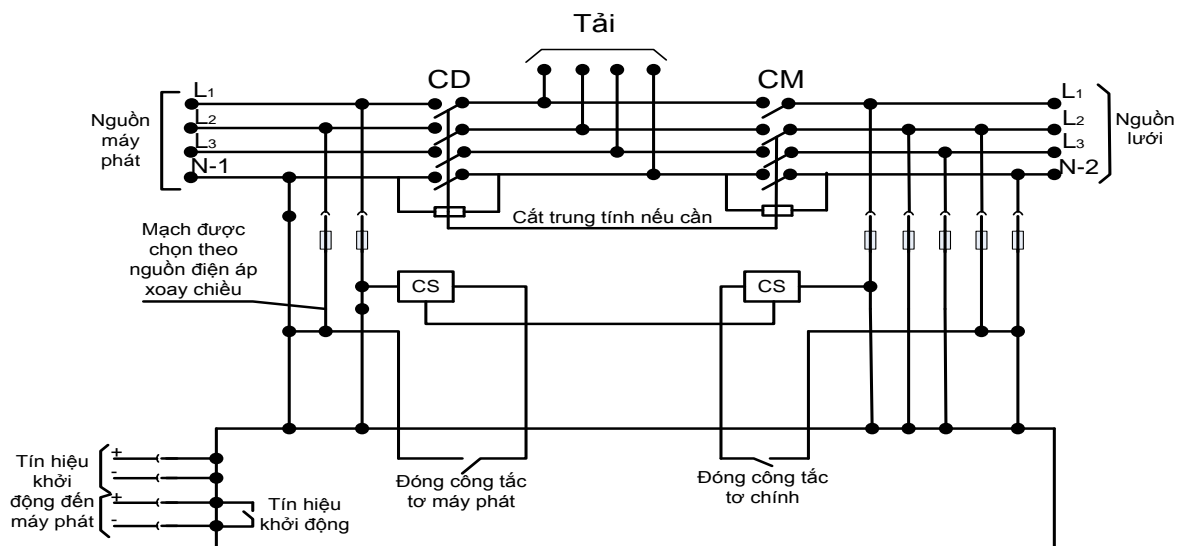 Tải
CD
CM
L1
L2
L3
N-1
Nguồn
máy
phát
L1
L2
L3
N-2
Nguồn
lưới
Cắt trung tính nếu cần
Mạch được
chọn theo
nguồn điện áp
xoay chiều
CS
CS
Đóng công tắc
tơ máy phát
Đóng công tắc
tơ chính
Tín hiệu
khởi
động đến
máy phát
+
-
+
-
Tín hiệu
khởi động